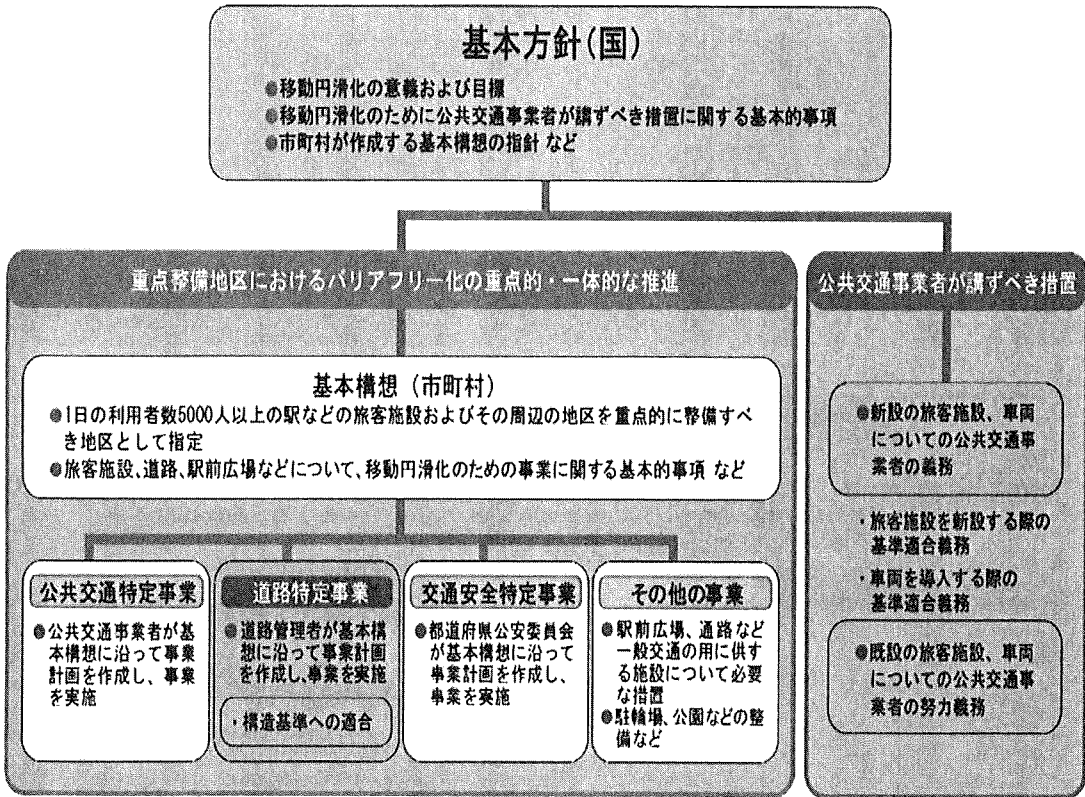 基本方針(国)
●移動円滑化の意義および目標
●移動円滑化のために公共交通事業者が講ずべき措置に関する基本的事項
●市町村が作成する基本構想の指針 など
重点整備地区におけるバリアフリー化の重点的・一体的な推進
基本構想（市町村）
●1日の利用者数5000人以上の駅などの旅客施設およびその周辺の地区を重点的に整備すべ
き地区として指定
●旅客施設、道路、駅前広場などについて、移動円滑化のための事業に関する基本的事項 など
公共交通特定事業
●公共交通事業者が基
本構想に沿って事業
計画を作成し、事業
を実施
道路特定事業
●道路管理者が基本構
想に沿って事業計画
を作成し、事業を実施
・構造基準への適合
交通安全特定事業
●都道府県公安委員会
が基本構想に沿って
事業計画を作成し、
事業を実施
その他の事業
●駅前広場、通路など
一般交通の用に供す
る施設について必要
な措置
●駐輪場、公園などの整
備など
公共交通事業者が講ずべき措置
●新設の旅客施設、車両
についての公共交通事
業者の義務
・旅客施設を新設する際の
基準適合義務
・車両を導入する際の
基準適合義務
●既設の旅客施設、車両
についての公共交通事
業者の努力義務